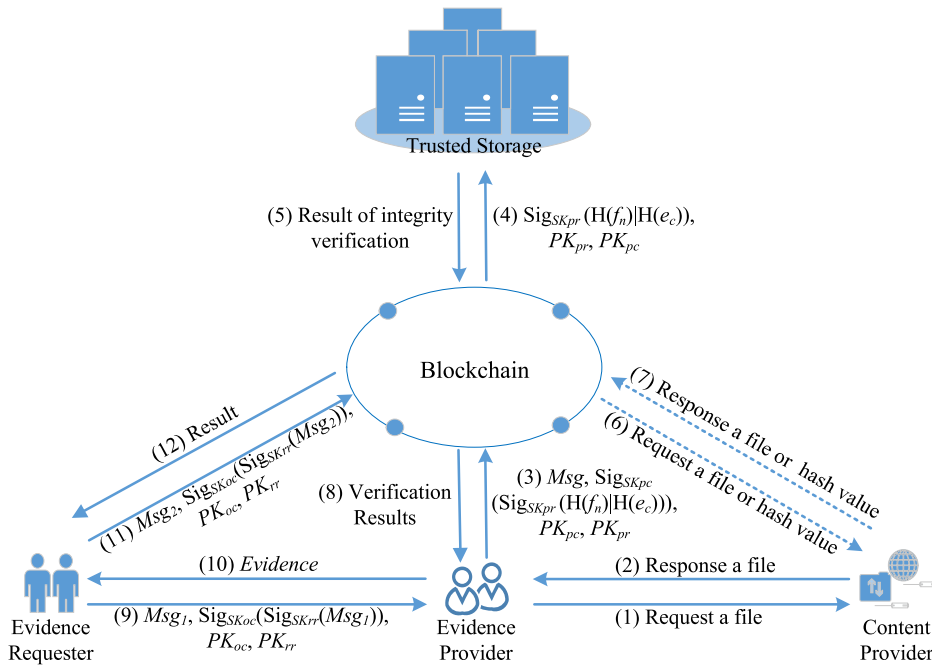 Trusted Storage
(5) Result of integrity
verification
(4) Sig_SKpr (H(f_n)|H(e_c)),
PK_pr, PK_pc
Blockchain
(7) Response a file or hash value
(6) Request a file or hash value
(12) Result
(11) Msg_2, Sig_SKoc(Sig_SKrr(Msg_2)),
PK_oc, PK_rr
(8) Verification
Results
(3) Msg, Sig_SKpc
(Sig_SKpr (H(f_n)|H(e_c))),
PK_pc, PK_pr
(10) Evidence
(9) Msg_1, Sig_SKoc(Sig_SKrr(Msg_1)),
PK_oc, PK_rr
(2) Response a file
(1) Request a file
Evidence
Requester
Evidence
Provider
Content
Provider